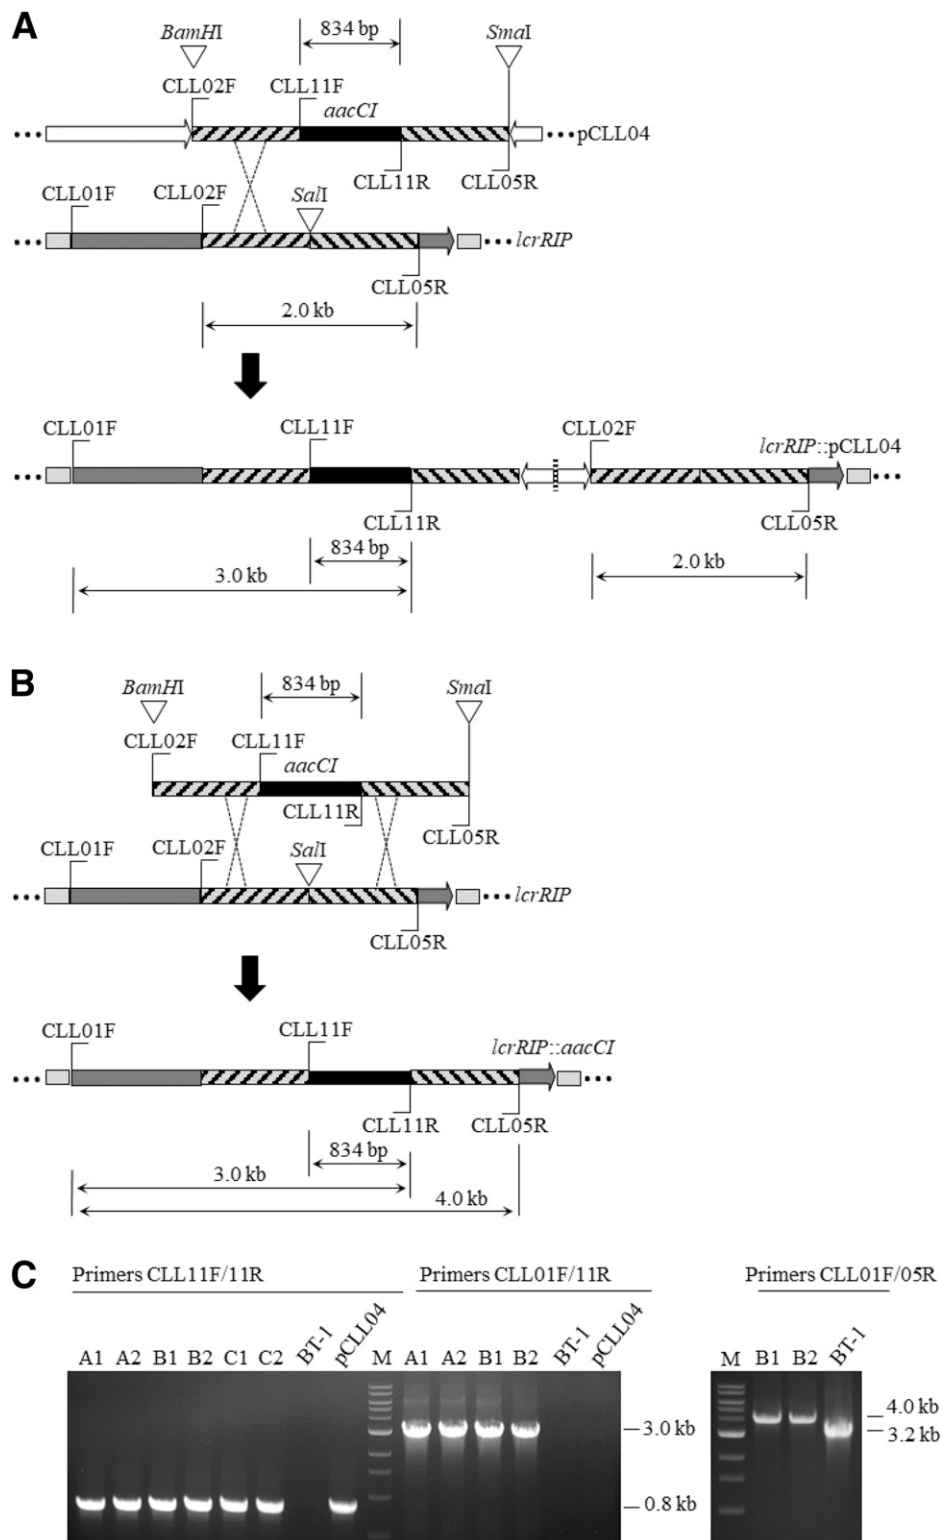 A
BamHI
834 bp
SmaI
CLL02F
CLL11F
aacCI
•••pCLL04
CLL11R
CLL05R
CLL01F
CLL02F
SalI
•••lcrRIP
CLL05R
2.0 kb
CLL01F
CLL11F
CLL02F
lcrRIP::pCLL04
CLL11R
CLL05R
834 bp
3.0 kb
2.0 kb
B
BamHI
834 bp
SmaI
CLL02F
CLL11F
aacCI
CLL11R
CLL05R
CLL01F
CLL02F
SalI
•••lcrRIP
CLL05R
CLL01F
CLL11F
lcrRIP::aacCI
CLL11R
CLL05R
834 bp
3.0 kb
4.0 kb
C
Primers CLL11F/11R
Primers CLL01F/11R
Primers CLL01F/05R
A1 A2 B1 B2 C1 C2 BT-1 pCLL04 M A1 A2 B1 B2 BT-1 pCLL04
M B1 B2 BT-1
3.0 kb
0.8 kb
4.0 kb
3.2 kb